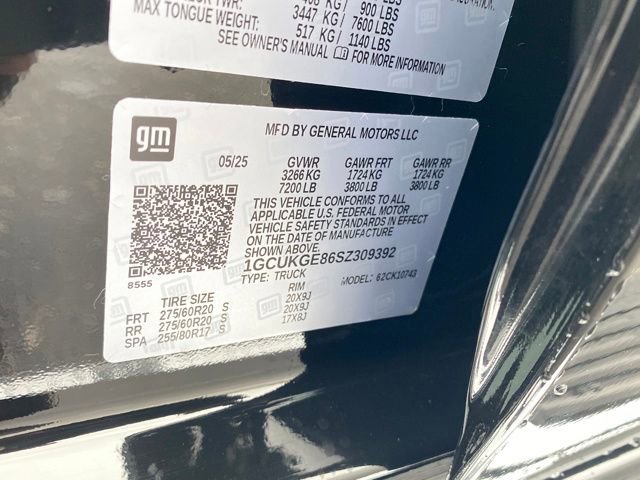 900 LBS
MAX TONGUE WEIGHT: 3447 KG/ 7600 LBS
517 KG/ 1140 LBS
SEE OWNER'S MANUAL FOR MORE INFORMATION
gm
MFD BY GENERAL MOTORS LLC
05/25 GVWR GAWR FRT GAWR RR
3266 KG 1724 KG 1724 KG
7200 LB 3800 LB 3800 LB
THIS VEHICLE CONFORMS TO ALL
APPLICABLE U.S. FEDERAL MOTOR
VEHICLE SAFETY STANDARDS IN EFFECT
ON THE DATE OF MANUFACTURE
SHOWN ABOVE.
1GCUKGE86SZ309392
8555
TYPE: TRUCK MODEL: 62CK10743
TIRE SIZE RIM
FRT 275/60R20 S 20X9J
RR 275/60R20 S 20X9J
SPA 255/80R17 S 17X8J